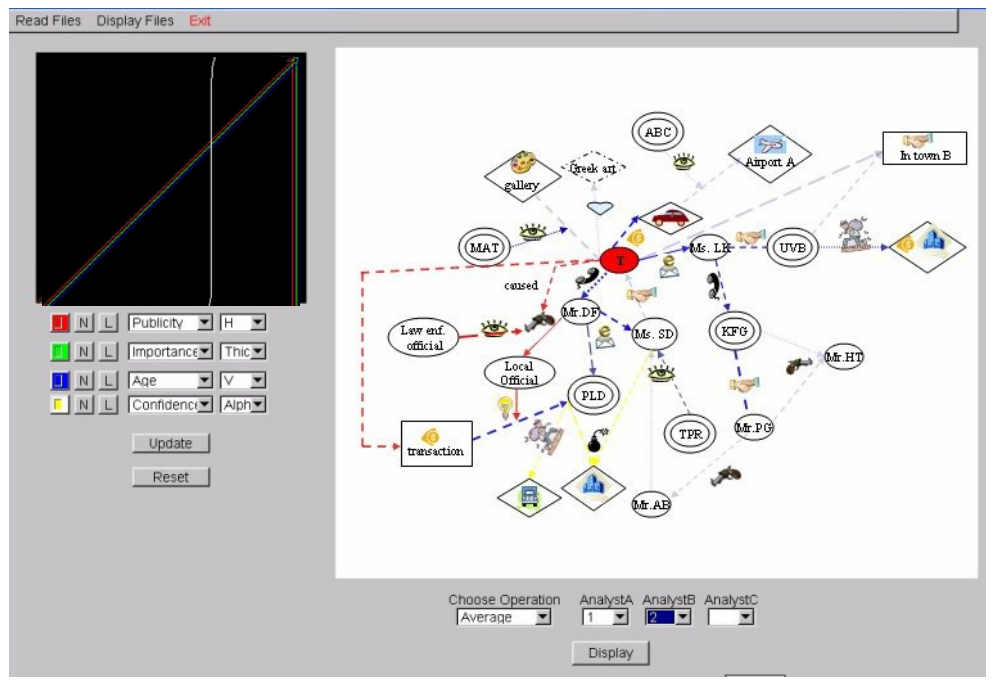 Read Files Display Files Exit
ABC
Airport A
In town B
Greek art
gallery
MAT
T
Ms. LK
UVB
caused
Mr.DF
Law enf.
official
Ms. SD
KFG
Mr.HT
Local
Official
PLD
TPR
Mr.PG
transaction
Mr.AB
N L Publicity H
N L Importance Thic
N L Age V
N L Confidence Alph
Update
Reset
Choose Operation AnalystA AnalystB AnalystC
Average 1 2
Display